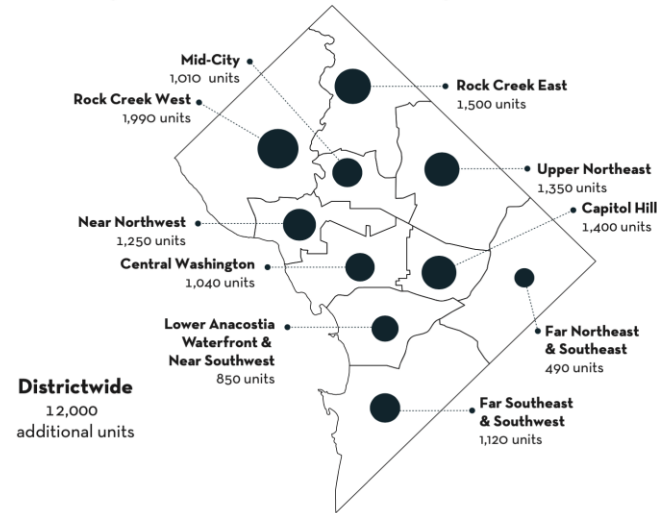 Mid-City
1,010 units
Rock Creek West
1,990 units
Rock Creek East
1,500 units
Upper Northeast
1,350 units
Capitol Hill
1,400 units
Near Northwest
1,250 units
Central Washington
1,040 units
Lower Anacostia
Waterfront &
Near Southwest
850 units
Far Northeast
& Southeast
490 units
Far Southeast
& Southwest
1,120 units
Districtwide
12,000
additional units